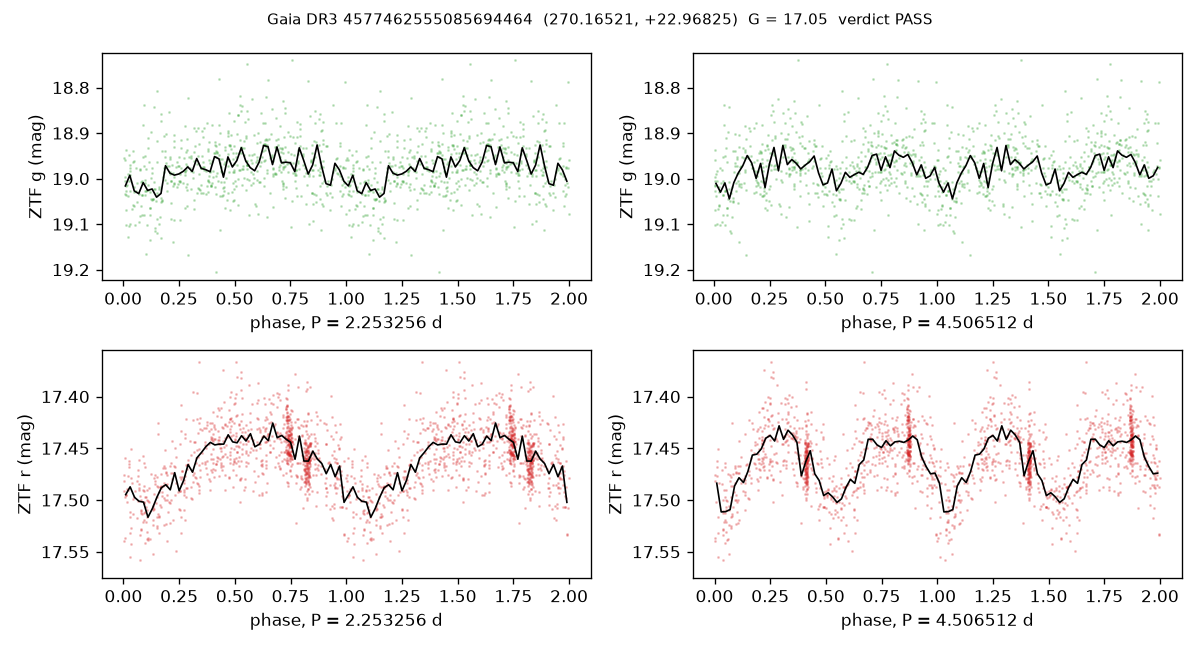 Gaia DR3 4577462555085694464  (270.16521, +22.96825)  G = 17.05  verdict PASS
ZTF g (mag)
18.8
18.9
19.0
19.1
19.2
0.00 0.25 0.50 0.75 1.00 1.25 1.50 1.75 2.00
phase, P = 2.253256 d
ZTF g (mag)
18.8
18.9
19.0
19.1
19.2
0.00 0.25 0.50 0.75 1.00 1.25 1.50 1.75 2.00
phase, P = 4.506512 d
ZTF r (mag)
17.40
17.45
17.50
17.55
0.00 0.25 0.50 0.75 1.00 1.25 1.50 1.75 2.00
phase, P = 2.253256 d
ZTF r (mag)
17.40
17.45
17.50
17.55
0.00 0.25 0.50 0.75 1.00 1.25 1.50 1.75 2.00
phase, P = 4.506512 d